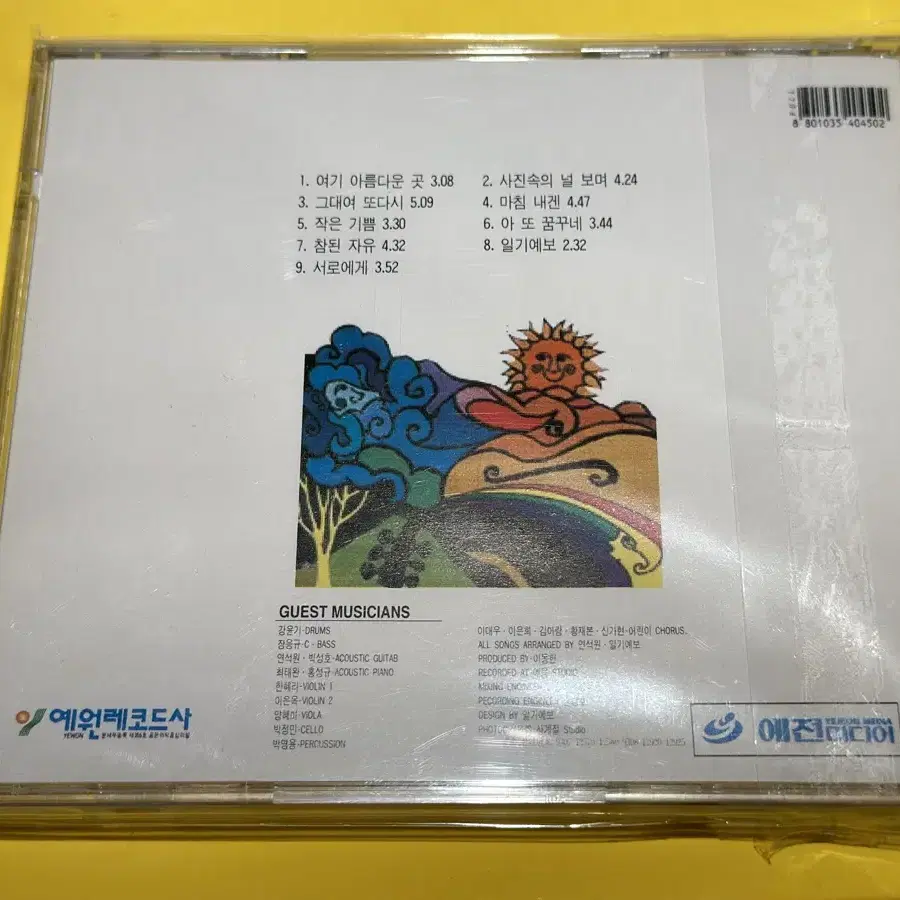 8 801035 404502
1. 여기 아름다운 곳 3.08
2. 사진속의 널 보며 4.24
3. 그대여 또다시 5.09
4. 마침 내겐 4.47
5. 작은 기쁨 3.30
6. 아 또 꿈꾸네 3.44
7. 참된 자유 4.32
8. 일기예보 2.32
9. 서로에게 3.52
GUEST MUSICIANS
강윤기-DRUMS
장응규-C·BASS
연석원·박성호-ACOUSTIC GUITAR
최태완·홍성규 ACOUSTIC PIANO
한혜리-VIOLIN 1
이은옥-VIOLIN 2
양혜미-VIOLA
박정민-CELLO
박영용-PERCUSSION
이대우·이은희·김아람·황재본·신가현-어린이 CHORUS.
ALL SONGS ARRANGED BY 연석원·일기예보
PRODUCED BY·이동원
RECORDED AT STUDIO
DESIGN BY 일기예보
사계절 Studio
예원레코드사
YEWON
예전미디어